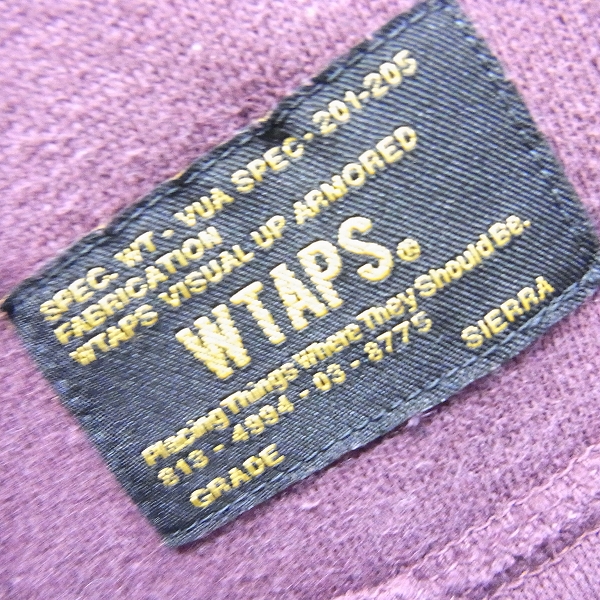 SPEC. WT - VUA SPEC - 201-205
FABRICATION
WTAPS VISUAL UP ARMORED
WTAPS®
Placing Things Where They Should Be.
813 - 4994 - 03 - 8775
GRADE SIERRA